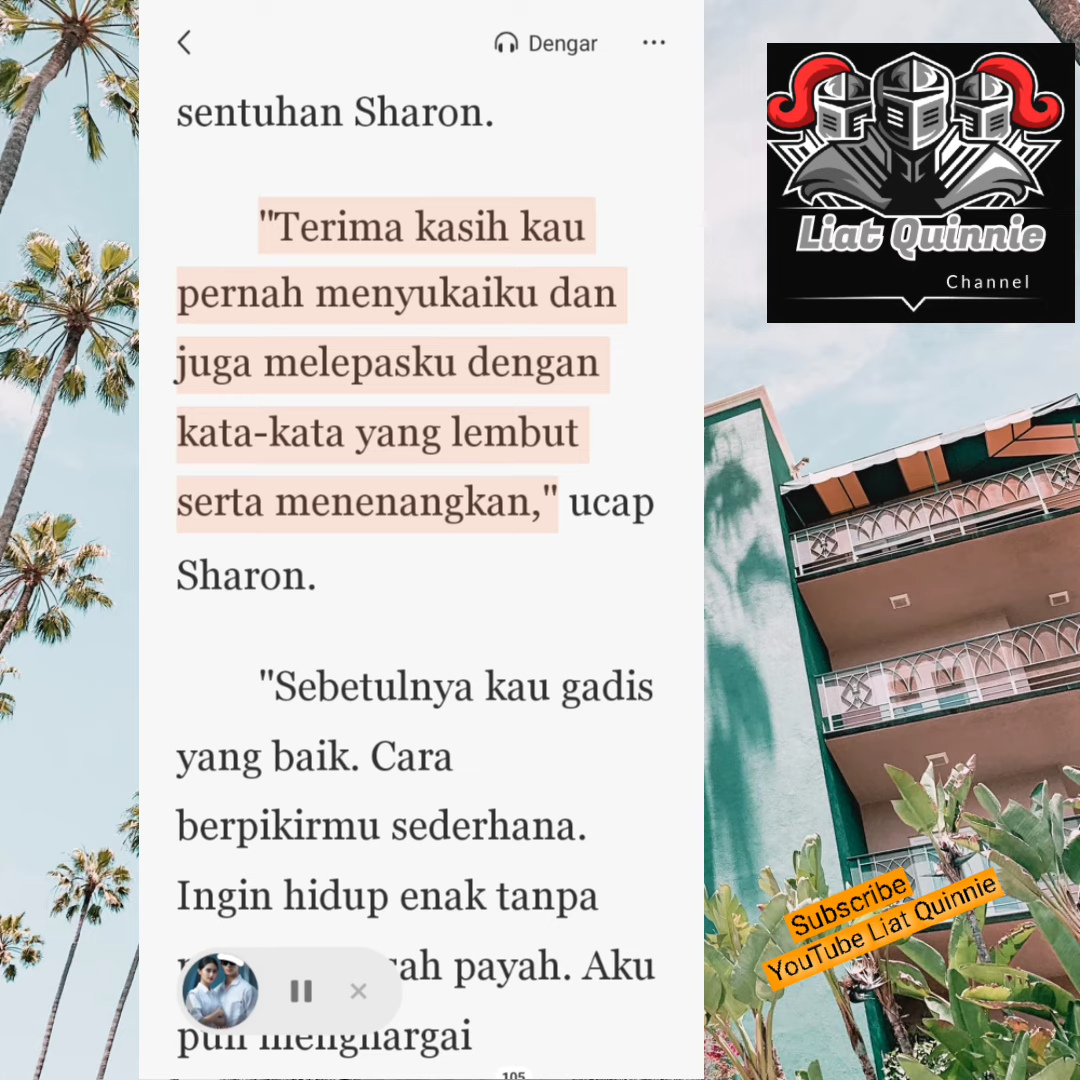 Dengar
sentuhan Sharon.
"Terima kasih kau
pernah menyukaiku dan
juga melepasku dengan
kata-kata yang lembut
serta menenangkan," ucap
Sharon.
"Sebetulnya kau gadis
yang baik. Cara
berpikirmu sederhana.
Ingin hidup enak tanpa
payah. Aku
pun menghargai
105
Liat Quinnie
Channel
Subscribe
YouTube Liat Quinnie